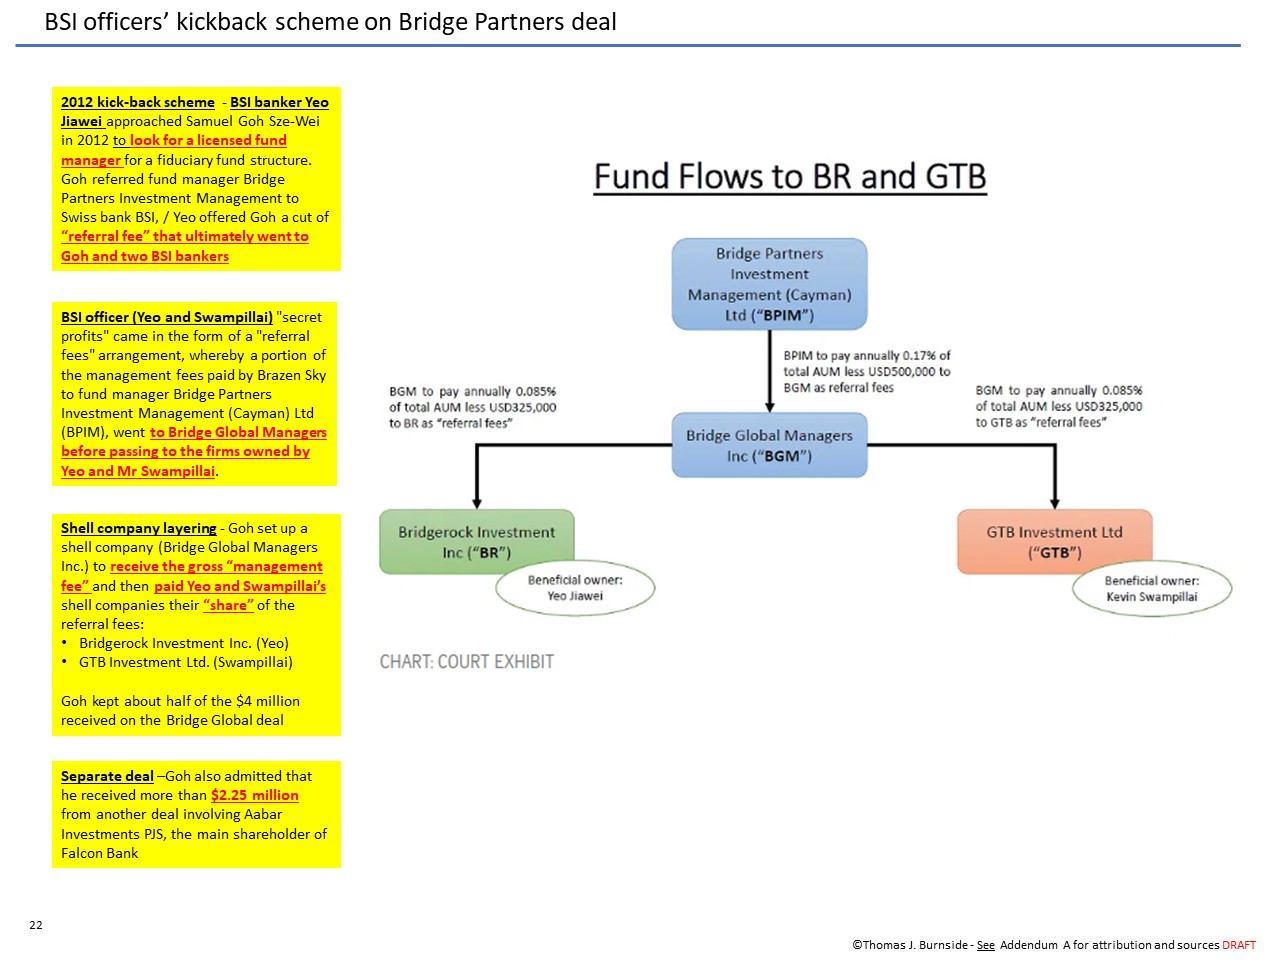 BSI officers’ kickback scheme on Bridge Partners deal
2012 kick-back scheme - BSI banker Yeo
Jiawei approached Samuel Goh Sze-Wei
in 2012 to look for a licensed fund
manager for a fiduciary fund structure.
Goh referred fund manager Bridge
Partners Investment Management to
Swiss bank BSI, / Yeo offered Goh a cut of
“referral fee” that ultimately went to
Goh and two BSI bankers
BSI officer (Yeo and Swampillai) "secret
profits" came in the form of a "referral
fees" arrangement, whereby a portion of
the management fees paid by Brazen Sky
to fund manager Bridge Partners
Investment Management (Cayman) Ltd
(BPIM), went to Bridge Global Managers
before passing to the firms owned by
Yeo and Mr Swampillai.
Shell company layering - Goh set up a
shell company (Bridge Global Managers
Inc.) to receive the gross “management
fee” and then paid Yeo and Swampillai’s
shell companies their “share” of the
referral fees:
• Bridgerock Investment Inc. (Yeo)
• GTB Investment Ltd. (Swampillai)
Goh kept about half of the $4 million
received on the Bridge Global deal
Separate deal –Goh also admitted that
he received more than $2.25 million
from another deal involving Aabar
Investments PJS, the main shareholder of
Falcon Bank
Fund Flows to BR and GTB
Bridge Partners
Investment
Management (Cayman)
Ltd (“BPIM”)
BPIM to pay annually 0.17% of
total AUM less USD500,000 to
BGM as referral fees
BGM to pay annually 0.085%
of total AUM less USD325,000
to BR as “referral fees”
BGM to pay annually 0.085%
of total AUM less USD325,000
to GTB as “referral fees”
Bridge Global Managers
Inc (“BGM”)
Bridgerock Investment
Inc (“BR”)
Beneficial owner:
Yeo Jiawei
GTB Investment Ltd
(“GTB”)
Beneficial owner:
Kevin Swampillai
CHART: COURT EXHIBIT
22
©Thomas J. Burnside - See Addendum A for attribution and sources DRAFT